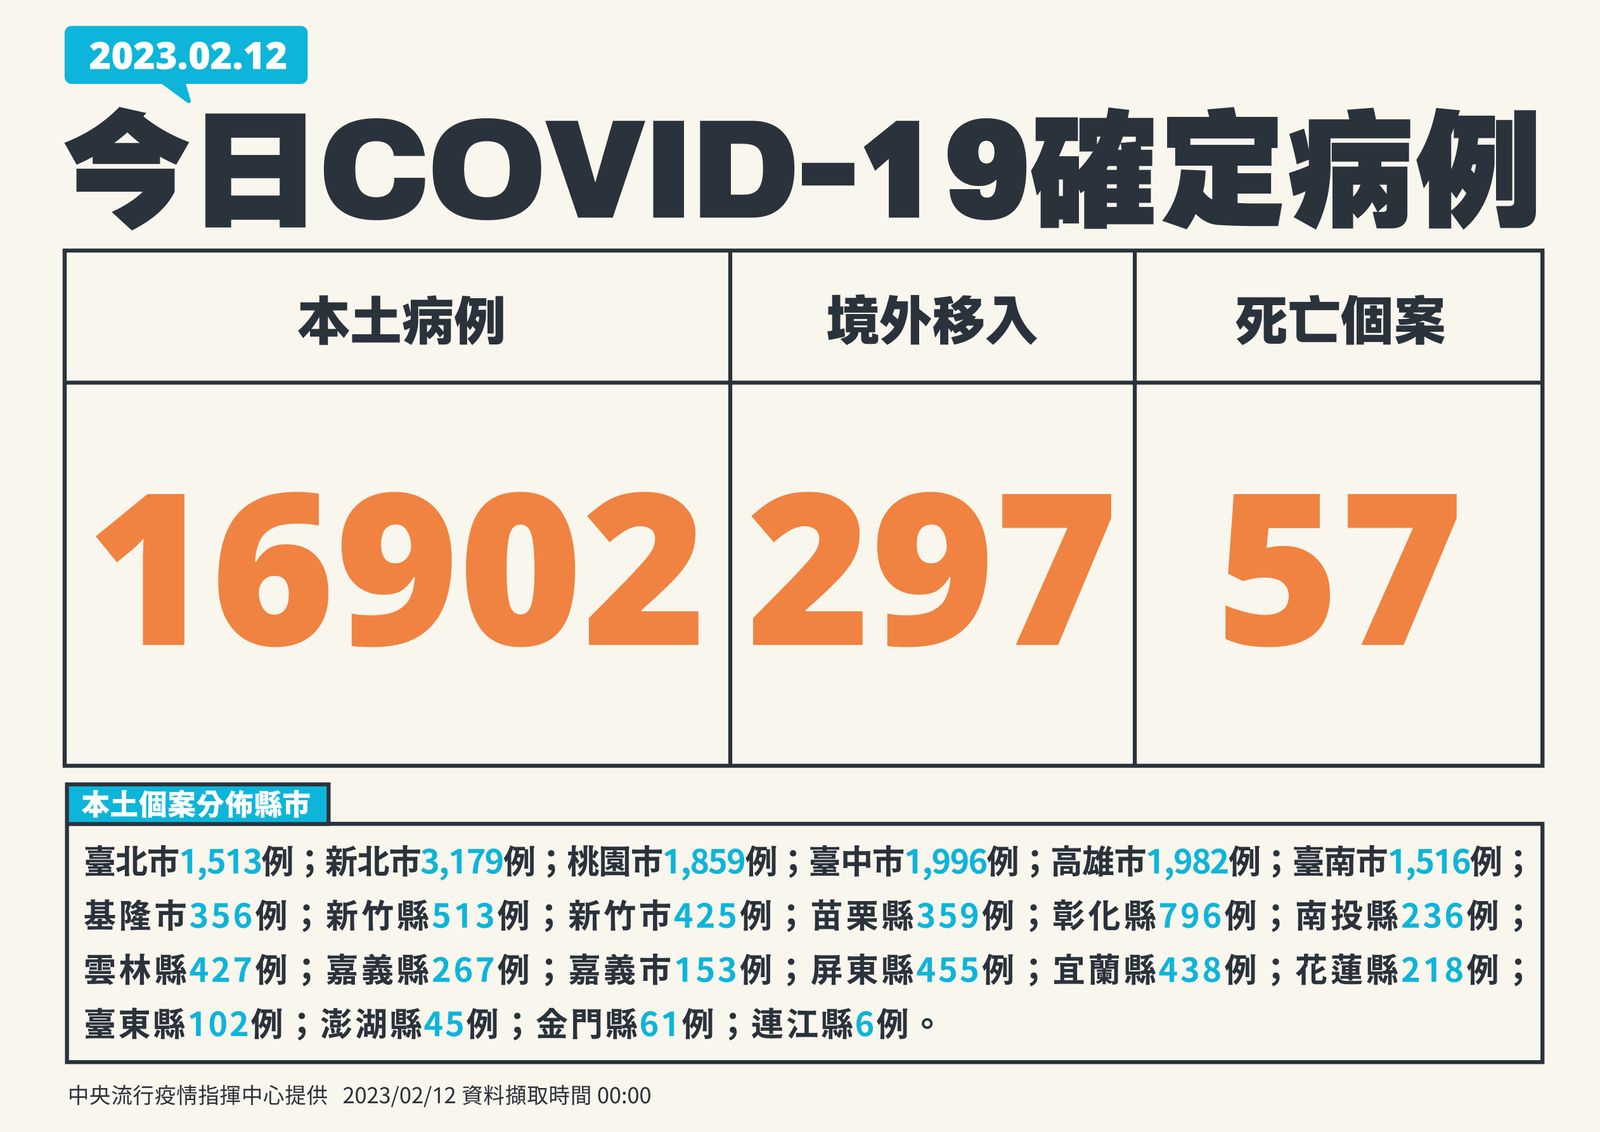 2023.02.12
今日COVID-19確定病例
本土病例 境外移入 死亡個案
16902 297 57
本土個案分佈縣市
臺北市1,513例；新北市3,179例；桃園市1,859例；臺中市1,996例；高雄市1,982例；臺南市1,516例；
基隆市356例；新竹縣513例；新竹市425例；苗栗縣359例；彰化縣796例；南投縣236例；
雲林縣427例；嘉義縣267例；嘉義市153例；屏東縣455例；宜蘭縣438例；花蓮縣218例；
臺東縣102例；澎湖縣45例；金門縣61例；連江縣6例。
中央流行疫情指揮中心提供 2023/02/12 資料擷取時間 00:00